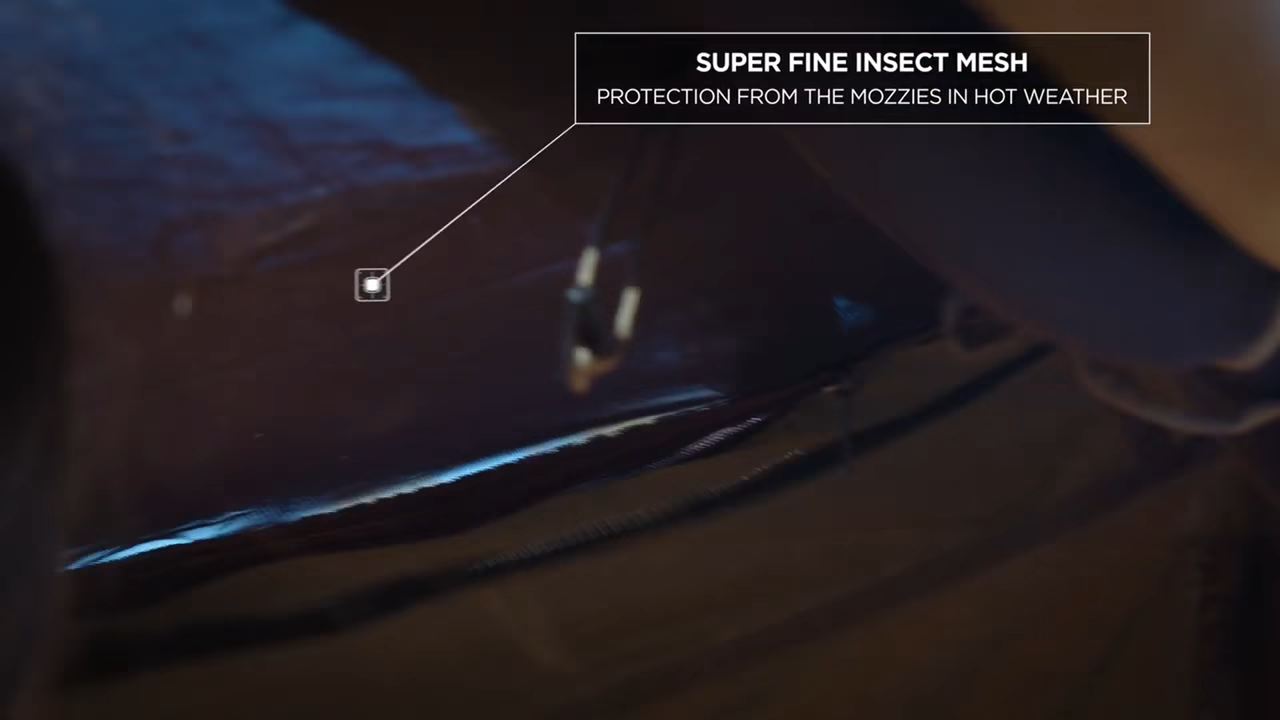 SUPER FINE INSECT MESH
PROTECTION FROM THE MOZZIES IN HOT WEATHER